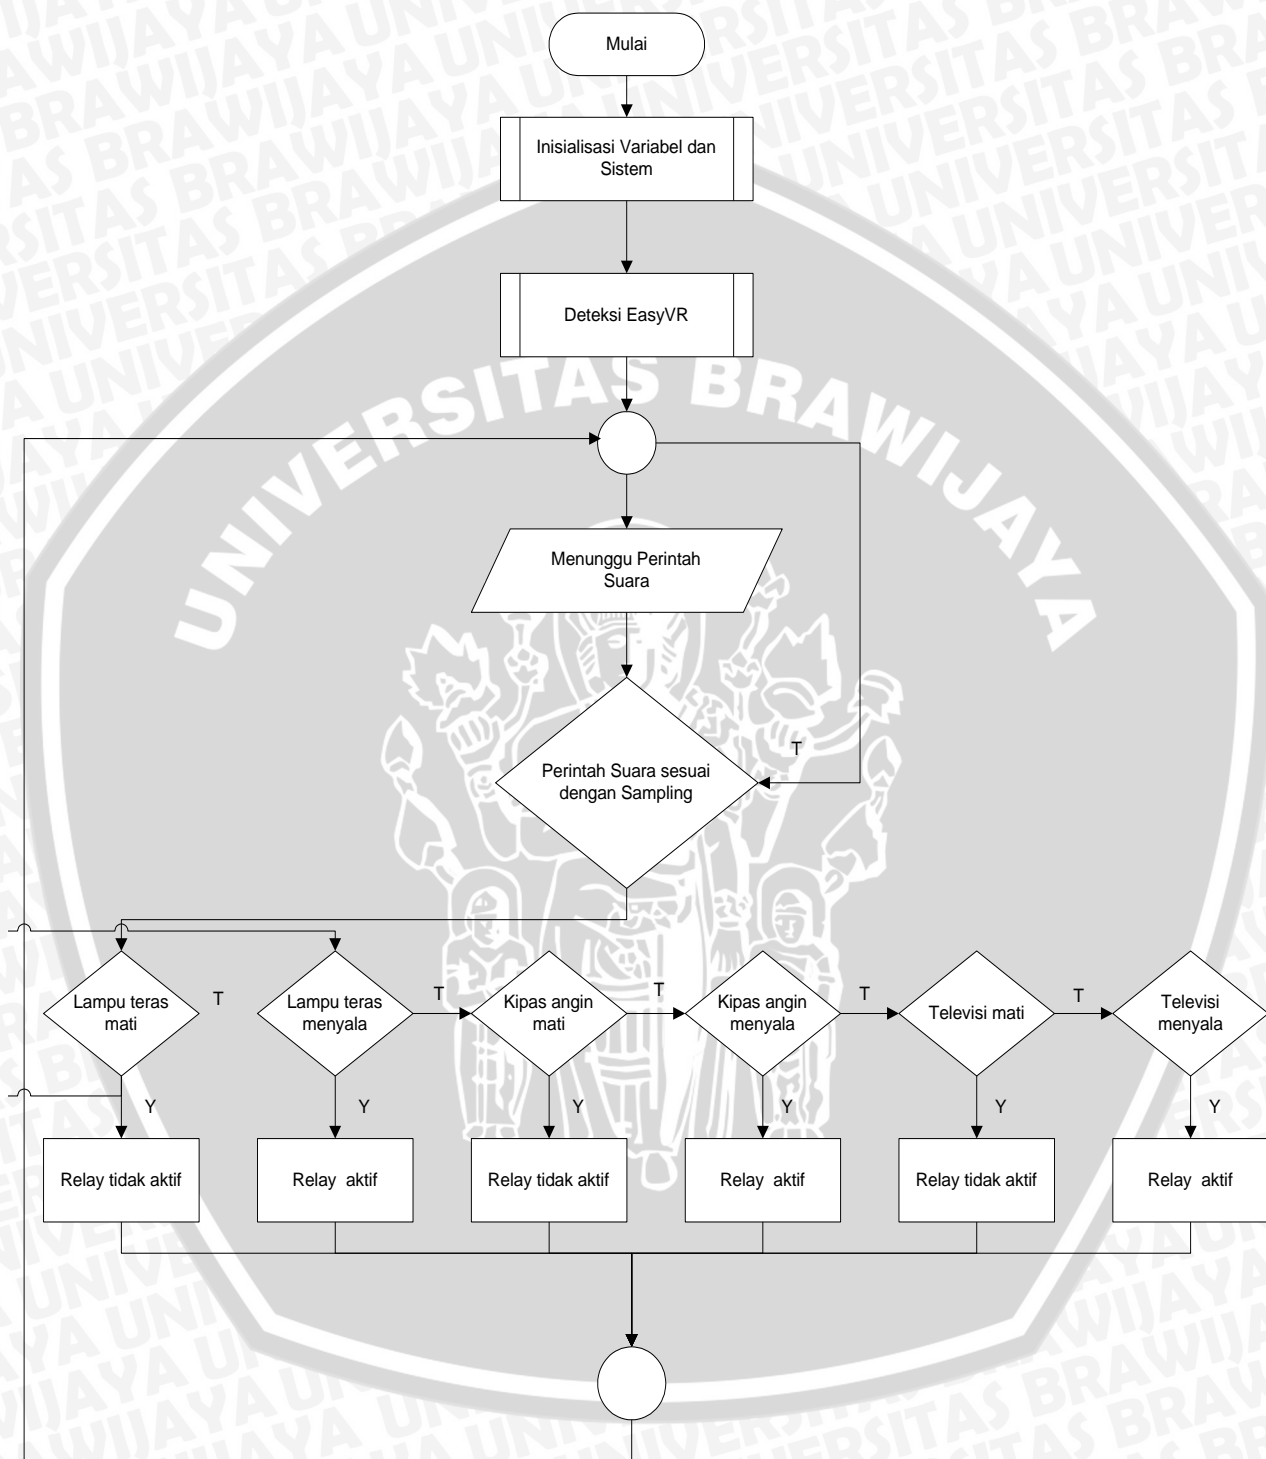 Mulai
Inisialisasi Variabel dan
Sistem
Deteksi EasyVR
UNIVERSITAS BRAWIJAYA
Menunggu Perintah
Suara
T
Perintah Suara sesuai
dengan Sampling
Lampu teras
mati
T
Lampu teras
menyala
T
Kipas angin
mati
T
Kipas angin
menyala
T
Televisi mati
T
Televisi
menyala
Y
Y
Y
Y
Y
Y
Relay tidak aktif
Relay aktif
Relay tidak aktif
Relay aktif
Relay tidak aktif
Relay aktif